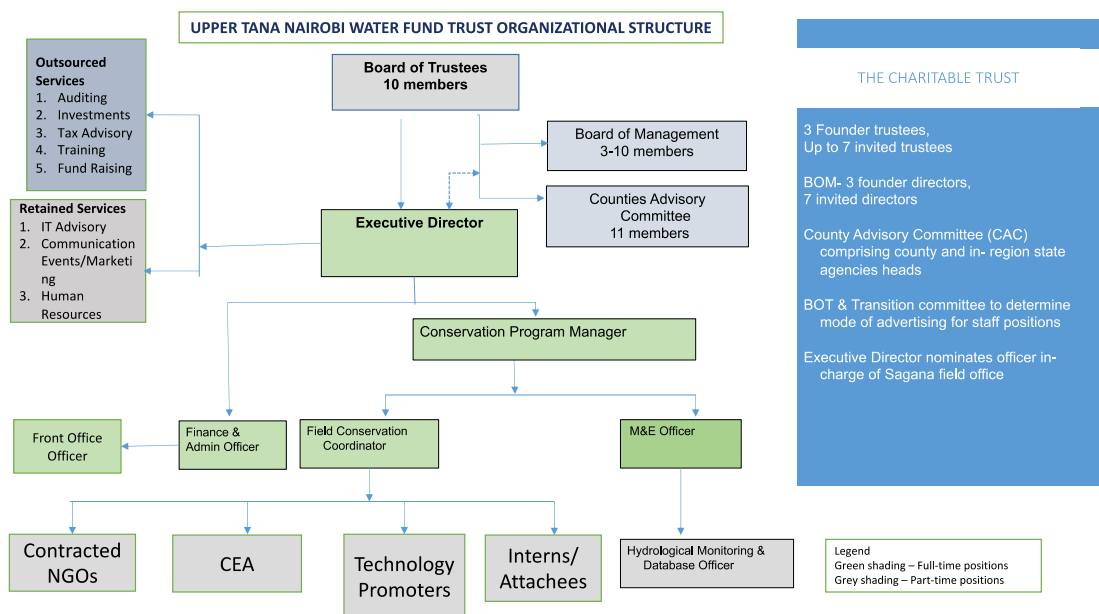 UPPER TANA NAIROBI WATER FUND TRUST ORGANIZATIONAL STRUCTURE
Outsourced
Services
1. Auditing
2. Investments
3. Tax Advisory
4. Training
5. Fund Raising
Retained Services
1. IT Advisory
2. Communication
Events/Marketi
ng
3. Human
Resources
Board of Trustees
10 members
Board of Management
3-10 members
Counties Advisory
Committee
11 members
Executive Director
Conservation Program Manager
Front Office
Officer
Finance &
Admin Officer
Field Conservation
Coordinator
M&E Officer
Contracted
NGOs
CEA
Technology
Promoters
Interns/
Attachees
Hydrological Monitoring &
Database Officer
THE CHARITABLE TRUST
3 Founder trustees,
Up to 7 invited trustees
BOM- 3 founder directors,
7 invited directors
County Advisory Committee (CAC)
comprising county and in- region state
agencies heads
BOT & Transition committee to determine
mode of advertising for staff positions
Executive Director nominates officer in-
charge of Sagana field office
Legend
Green shading – Full-time positions
Grey shading – Part-time positions